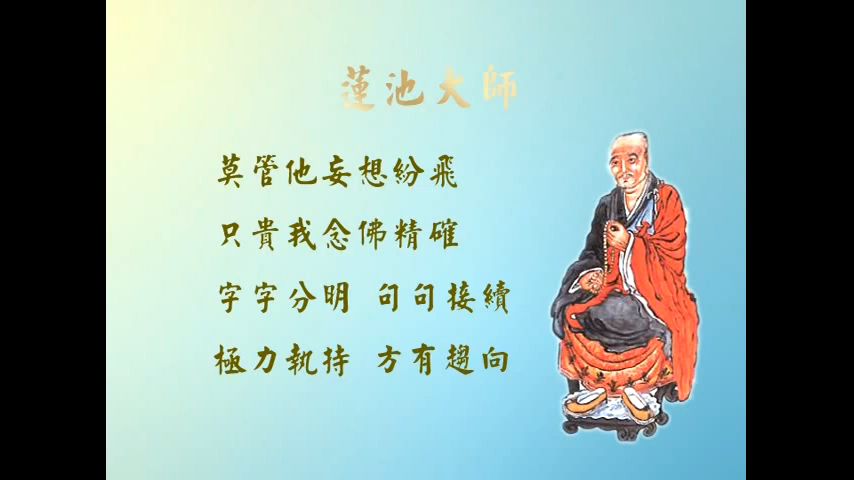 蓮池大師
莫管他妄想紛飛
只貴我念佛精確
字字分明 句句接續
極力執持 方有趨向